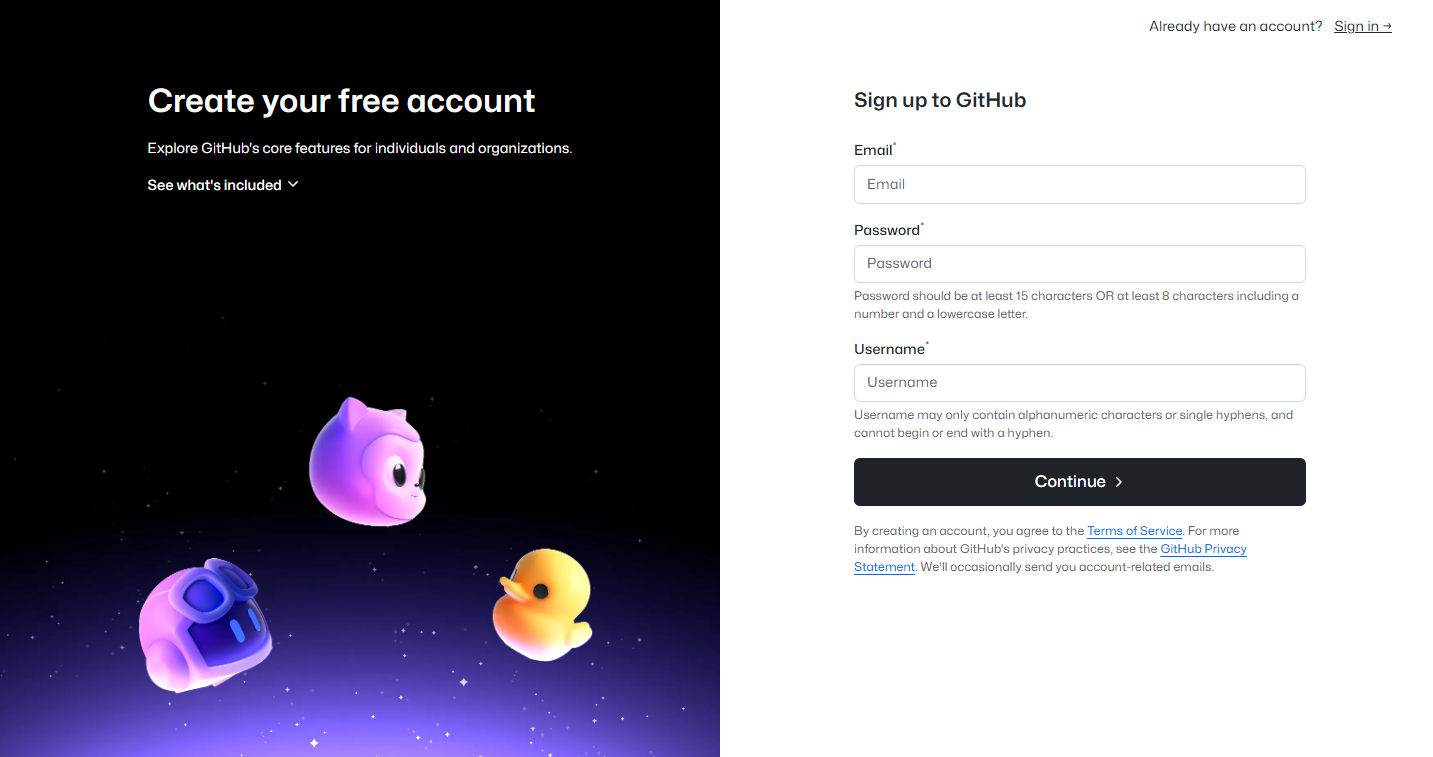 Already have an account? Sign in →
Create your free account
Explore GitHub's core features for individuals and organizations.
See what's included
Sign up to GitHub
Email*
Email
Password*
Password
Password should be at least 15 characters OR at least 8 characters including a
number and a lowercase letter.
Username*
Username
Username may only contain alphanumeric characters or single hyphens, and
cannot begin or end with a hyphen.
Continue
By creating an account, you agree to the Terms of Service. For more
information about GitHub's privacy practices, see the GitHub Privacy
Statement. We'll occasionally send you account-related emails.